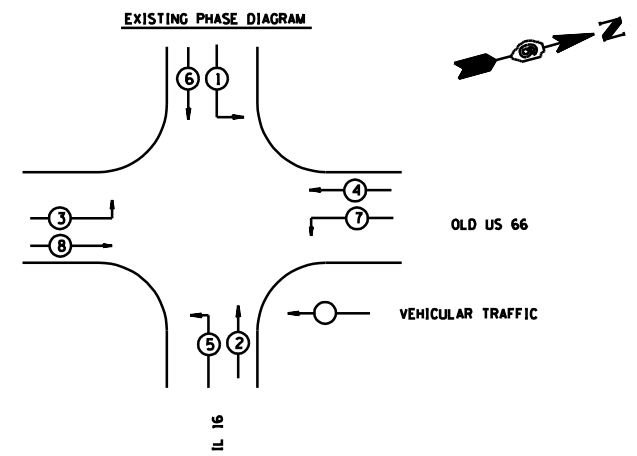 EXISTING PHASE DIAGRAM
N
6 1
4
3
7
OLD US 66
8
VEHICULAR TRAFFIC
5 2
IL 16